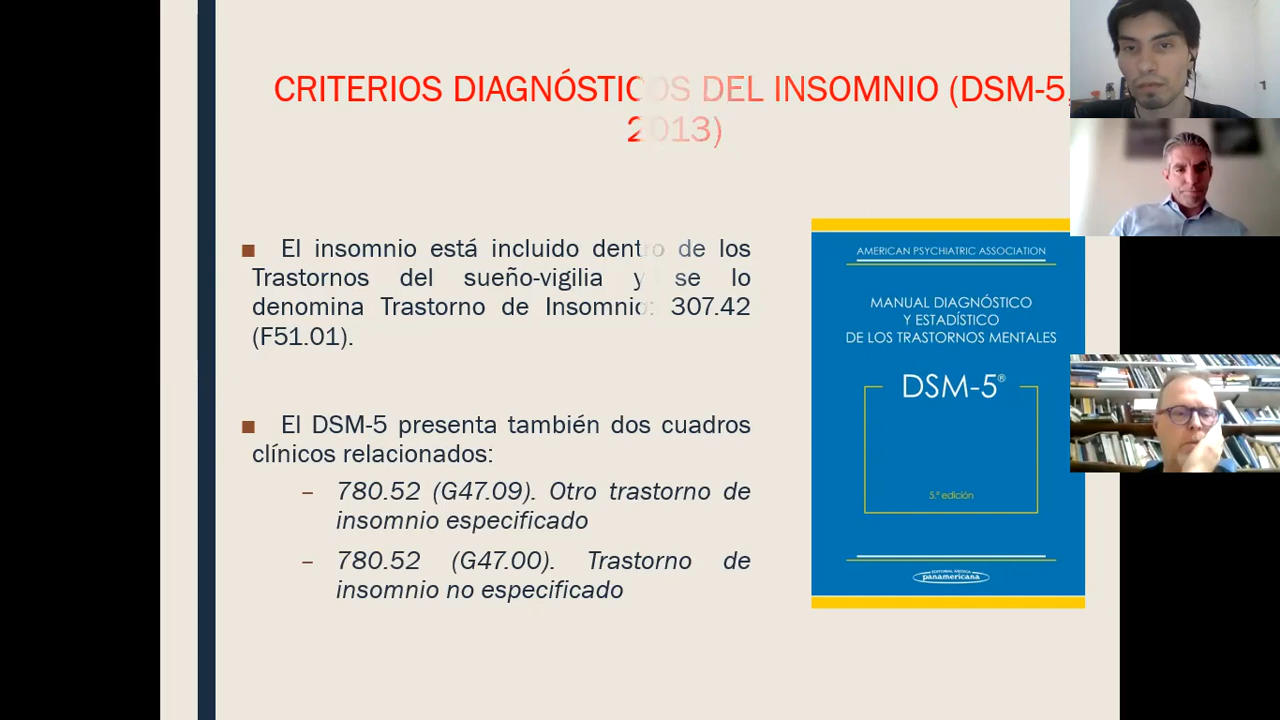 CRITERIOS DIAGNÓSTICOS DEL INSOMNIO (DSM-5,
2013)
■ El insomnio está incluido dentro de los
Trastornos del sueño-vigilia y se lo
denomina Trastorno de Insomnio: 307.42
(F51.01).
■ El DSM-5 presenta también dos cuadros
clínicos relacionados:
– 780.52 (G47.09). Otro trastorno de
insomnio especificado
– 780.52 (G47.00). Trastorno de
insomnio no especificado
AMERICAN PSYCHIATRIC ASSOCIATION
MANUAL DIAGNÓSTICO
Y ESTADÍSTICO
DE LOS TRASTORNOS MENTALES
DSM-5®
5.ª edición
EDITORIAL MEDICA
panamericana